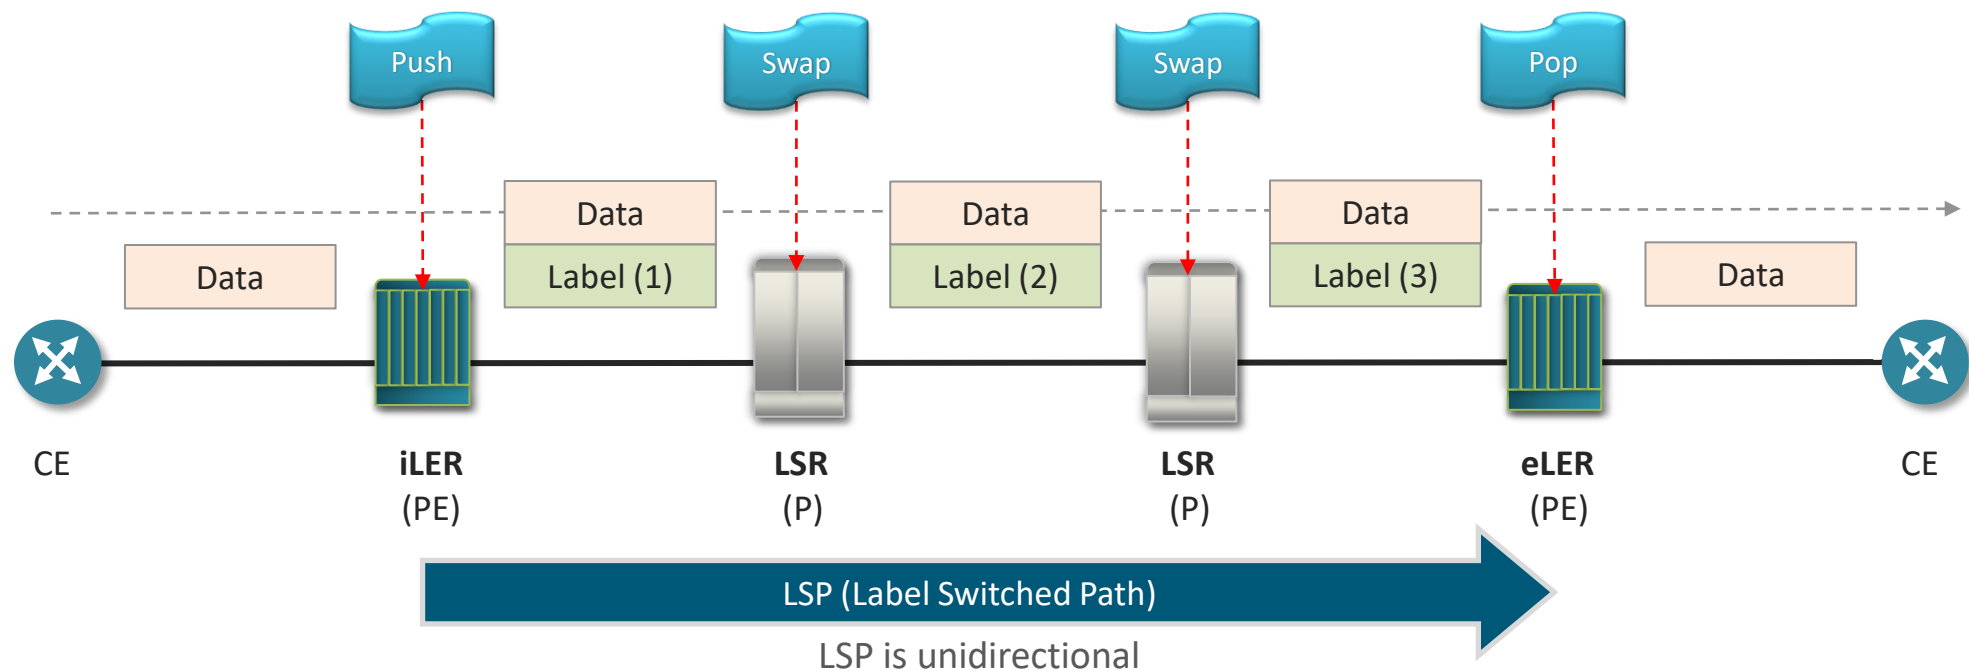 Push
Swap
Swap
Pop
Data
Data
Data
Data
Label (1)
Label (2)
Label (3)
Data
CE
iLER
(PE)
LSR
(P)
LSR
(P)
eLER
(PE)
CE
LSP (Label Switched Path)
LSP is unidirectional